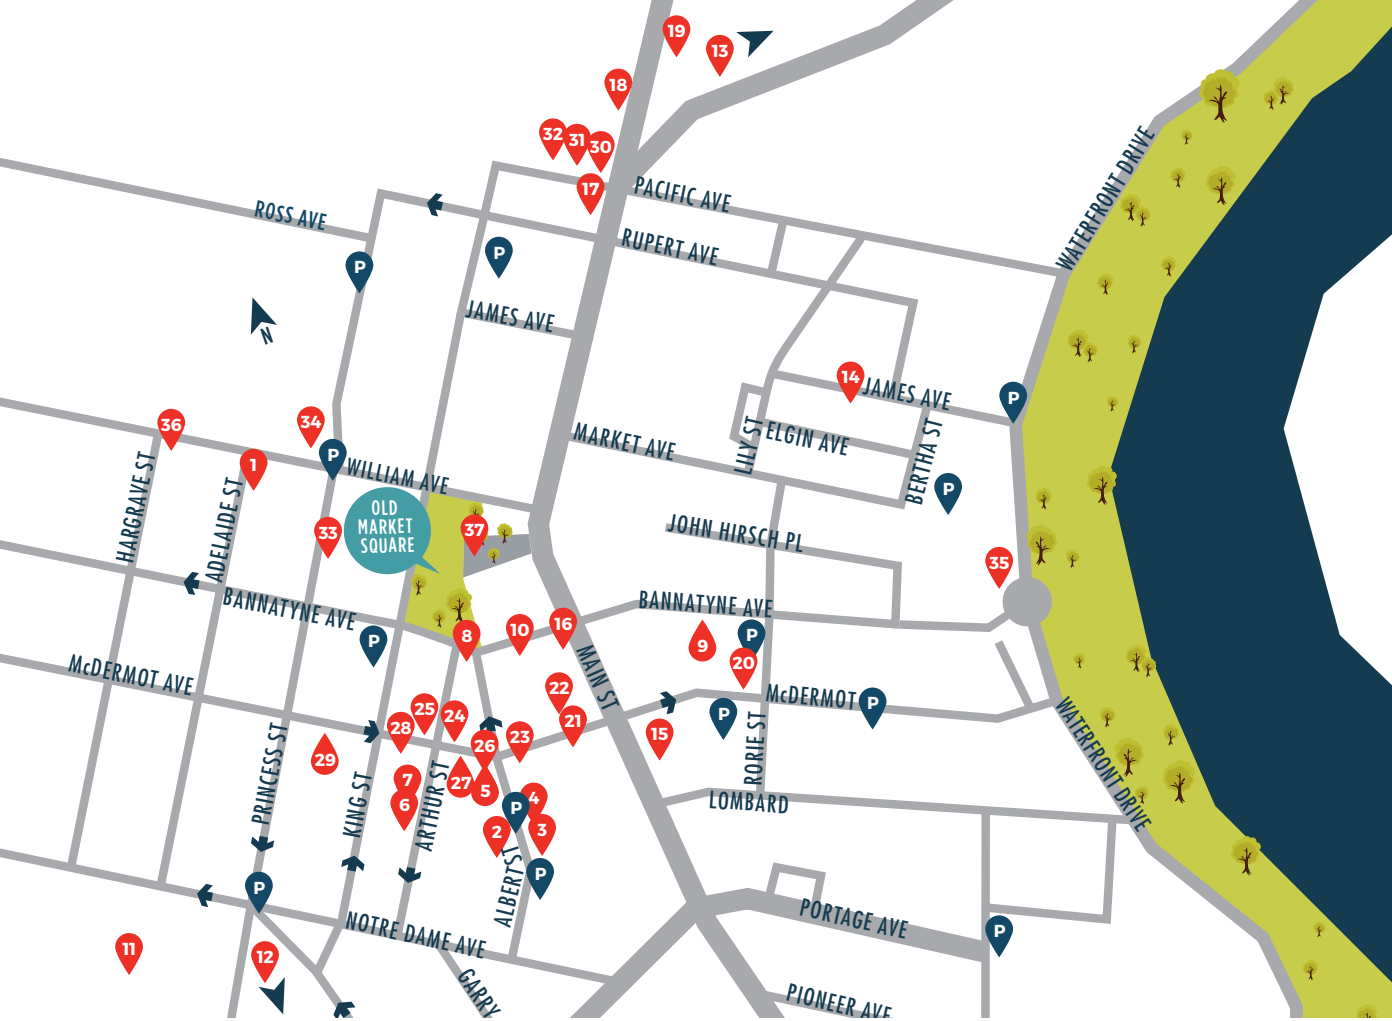 19
13
18
32
31
30
17
PACIFIC AVE
WATERFRONT DRIVE
ROSS AVE
RUPERT AVE
P
P
N
JAMES AVE
14
JAMES AVE
P
36
34
1
P
WILLIAM AVE
MARKET AVE
LILY ST
ELGIN AVE
BERTHA ST
P
HARGRAVE ST
ADELAIDE ST
33
OLD
MARKET
SQUARE
37
JOHN HIRSCH PL
35
BANNATYNE AVE
BANNATYNE AVE
P
8
10
16
9
P
20
MAIN ST
McDERMOT AVE
McDERMOT
P
P
22
21
25
24
28
26
23
15
29
7
6
27
5
4
P
2
3
P
PRINCESS ST
KING ST
ARTHUR ST
ALBERT ST
RORIE ST
LOMBARD
WATERFRONT DRIVE
P
NOTRE DAME AVE
PORTAGE AVE
P
11
12
GARRY
PIONEER AVE